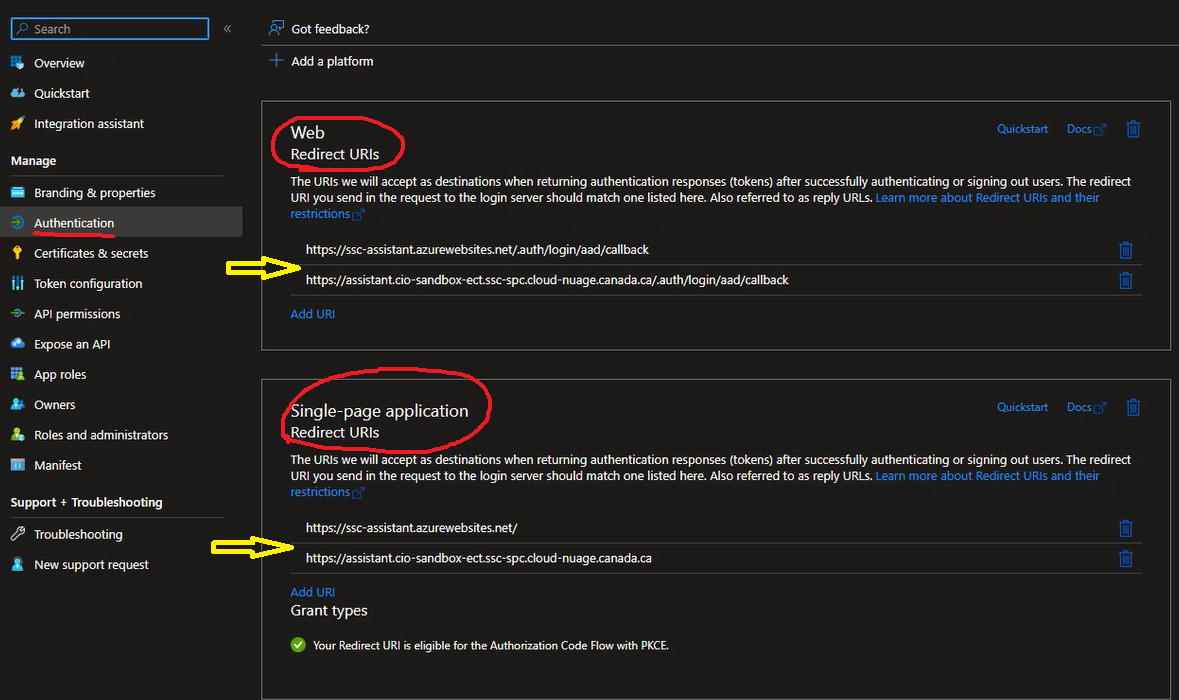 Search
«
Overview
Quickstart
Integration assistant
Manage
Branding & properties
Authentication
Certificates & secrets
Token configuration
API permissions
Expose an API
App roles
Owners
Roles and administrators
Manifest
Support + Troubleshooting
Troubleshooting
New support request
Got feedback?
Add a platform
Web
Quickstart
Docs
Redirect URIs
The URIs we will accept as destinations when returning authentication responses (tokens) after successfully authenticating or signing out users. The redirect
URI you send in the request to the login server should match one listed here. Also referred to as reply URLs. Learn more about Redirect URIs and their
restrictions
https://ssc-assistant.azurewebsites.net/.auth/login/aad/callback
https://assistant.cio-sandbox-ect.ssc-spc.cloud-nuage.canada.ca/.auth/login/aad/callback
Add URI
Single-page application
Quickstart
Docs
Redirect URIs
The URIs we will accept as destinations when returning authentication responses (tokens) after successfully authenticating or signing out users. The redirect
URI you send in the request to the login server should match one listed here. Also referred to as reply URLs. Learn more about Redirect URIs and their
restrictions
https://ssc-assistant.azurewebsites.net/
https://assistant.cio-sandbox-ect.ssc-spc.cloud-nuage.canada.ca
Add URI
Grant types
Your Redirect URI is eligible for the Authorization Code Flow with PKCE.